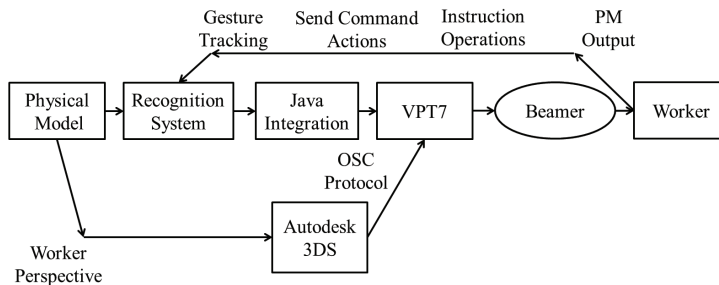 Gesture
Tracking
Send Command
Actions
Instruction
Operations
PM
Output
Physical
Model
Recognition
System
Java
Integration
VPT7
Beamer
Worker
OSC
Protocol
Autodesk
3DS
Worker
Perspective